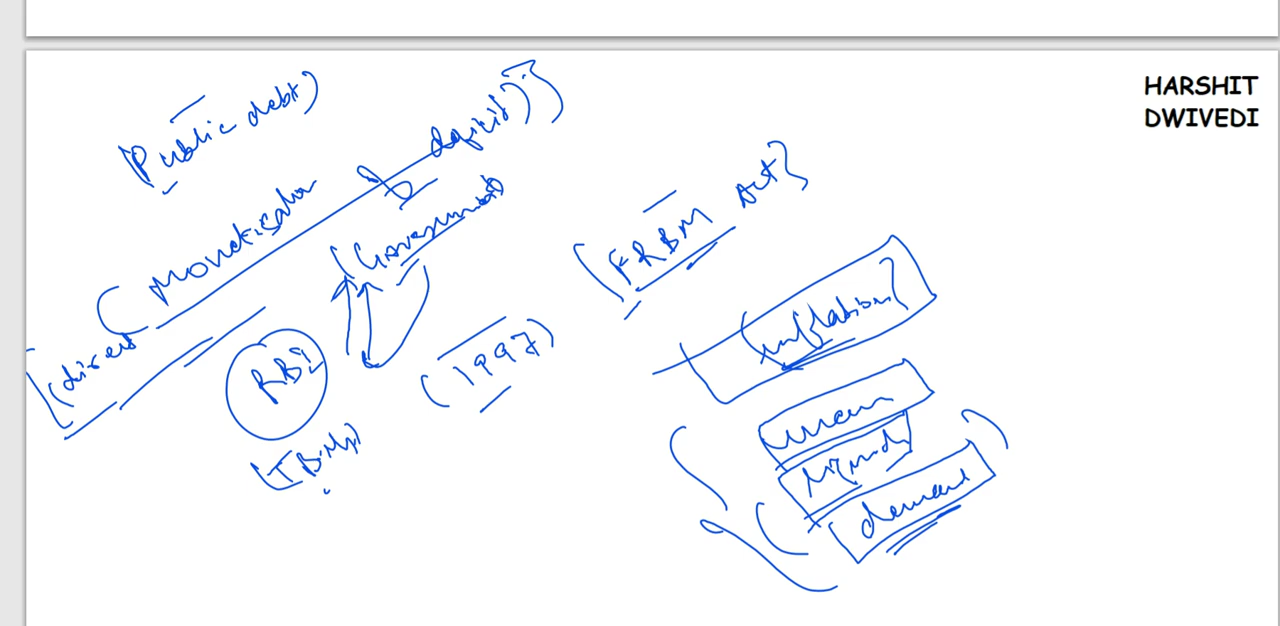 HARSHIT
DWIVEDI
(Public debt)
(direct
(monetisation of deficit)}
(Government)
RBI
(T Bills)
(1997)
(FRBM Act}
(inflation)
demand